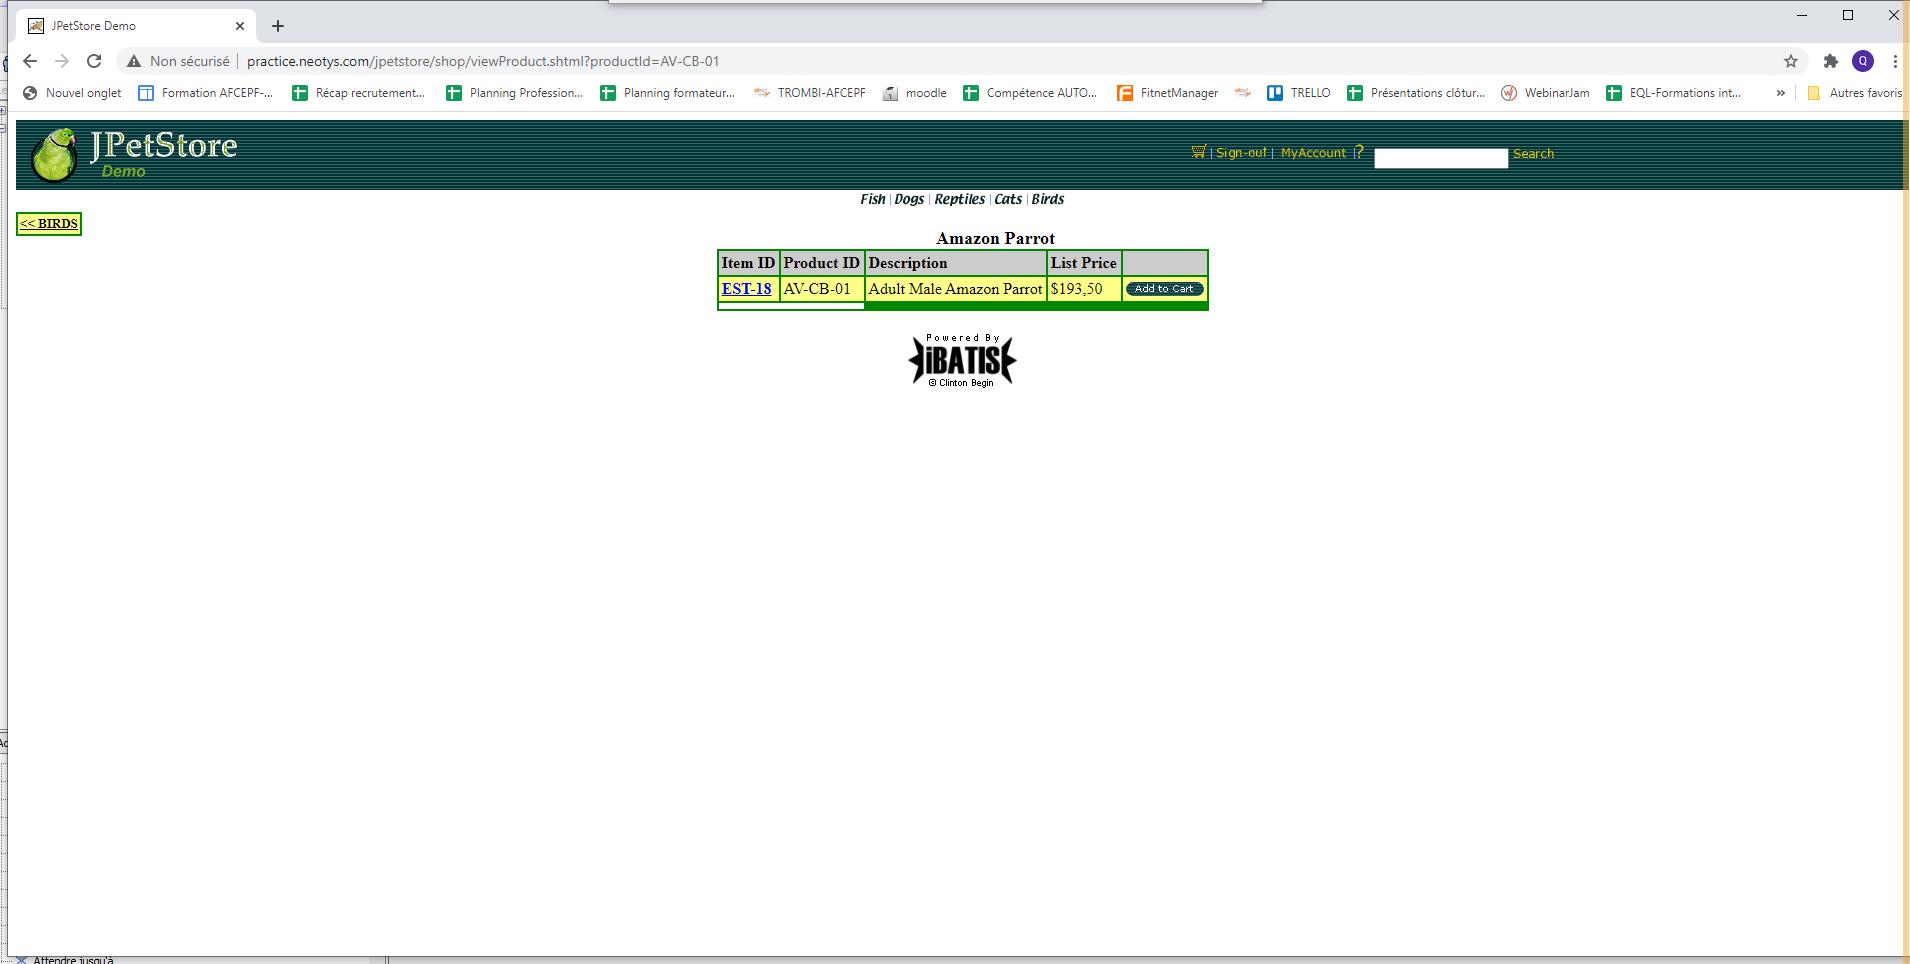 JPetStore Demo
Non sécurisé practice.neotys.com/jpetstore/shop/viewProduct.shtml?productId=AV-CB-01
Nouvel onglet Formation AFCEPF-... Récap recrutement... Planning Profession... Planning formateur... TROMBI-AFCEPF moodle Compétence AUTO... FitnetManager TRELLO Présentations clôtur... WebinarJam EQL-Formations int... » Autres favoris
JPetStore
Demo
| Sign-out | MyAccount | ? Search
Fish | Dogs | Reptiles | Cats | Birds
<< BIRDS
Amazon Parrot
Item ID Product ID Description List Price
EST-18 AV-CB-01 Adult Male Amazon Parrot $193,50 Add to Cart
Powered By
iBATIS
© Clinton Begin
Attendre jusqu'à